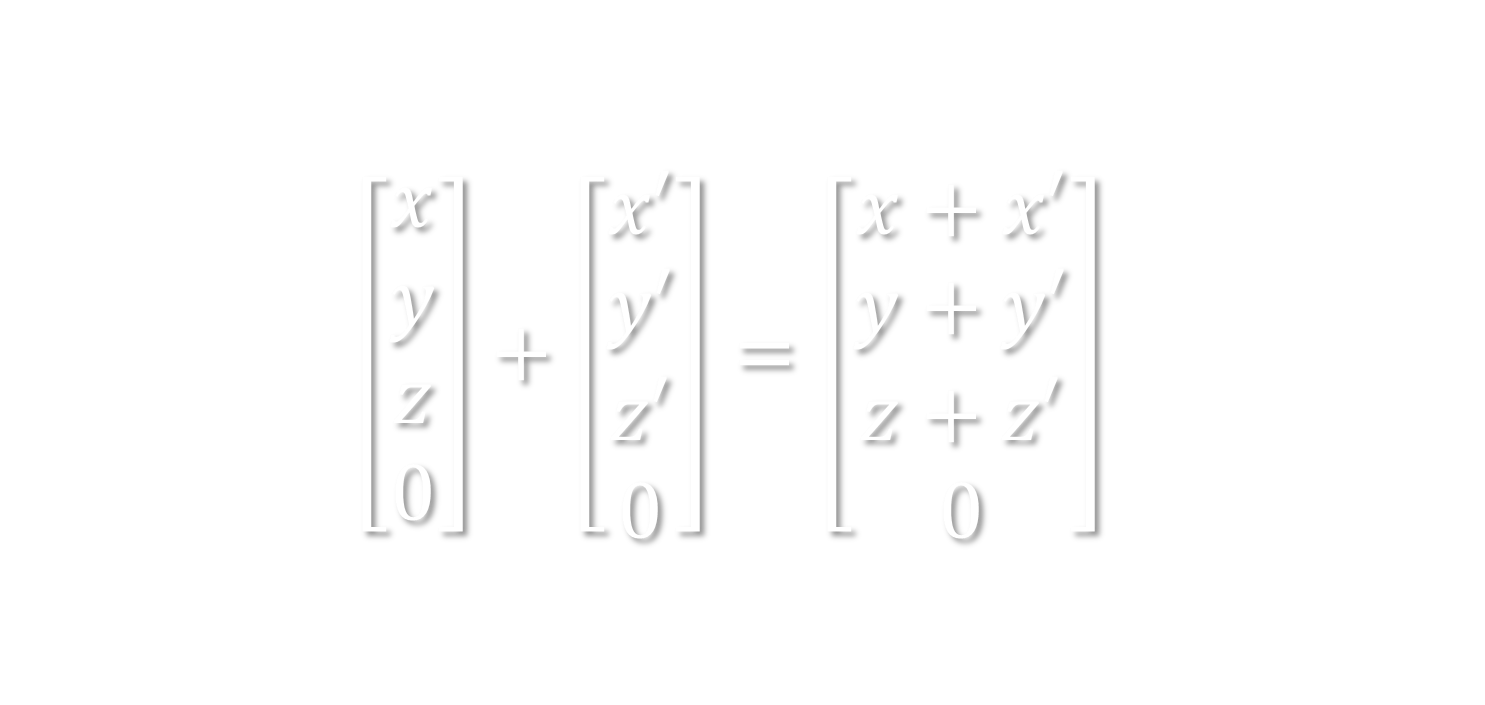 [x] + [x′] = [x + x′]
[y] + [y′] = [y + y′]
[z] + [z′] = [z + z′]
[0] + [0] = [0]